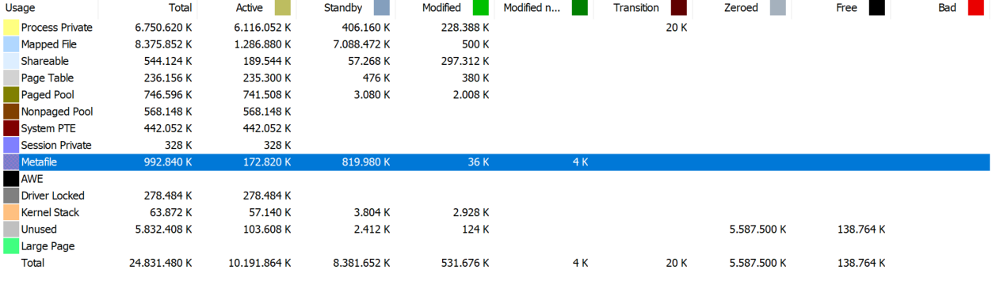 Usage Total Active Standby Modified Modified n... Transition Zeroed Free Bad
Process Private 6.750.620 K 6.116.052 K 406.160 K 228.388 K 20 K
Mapped File 8.375.852 K 1.286.880 K 7.088.472 K 500 K
Shareable 544.124 K 189.544 K 57.268 K 297.312 K
Page Table 236.156 K 235.300 K 476 K 380 K
Paged Pool 746.596 K 741.508 K 3.080 K 2.008 K
Nonpaged Pool 568.148 K 568.148 K
System PTE 442.052 K 442.052 K
Session Private 328 K 328 K
Metafile 992.840 K 172.820 K 819.980 K 36 K 4 K
AWE
Driver Locked 278.484 K 278.484 K
Kernel Stack 63.872 K 57.140 K 3.804 K 2.928 K
Unused 5.832.408 K 103.608 K 2.412 K 124 K 5.587.500 K 138.764 K
Large Page
Total 24.831.480 K 10.191.864 K 8.381.652 K 531.676 K 4 K 20 K 5.587.500 K 138.764 K